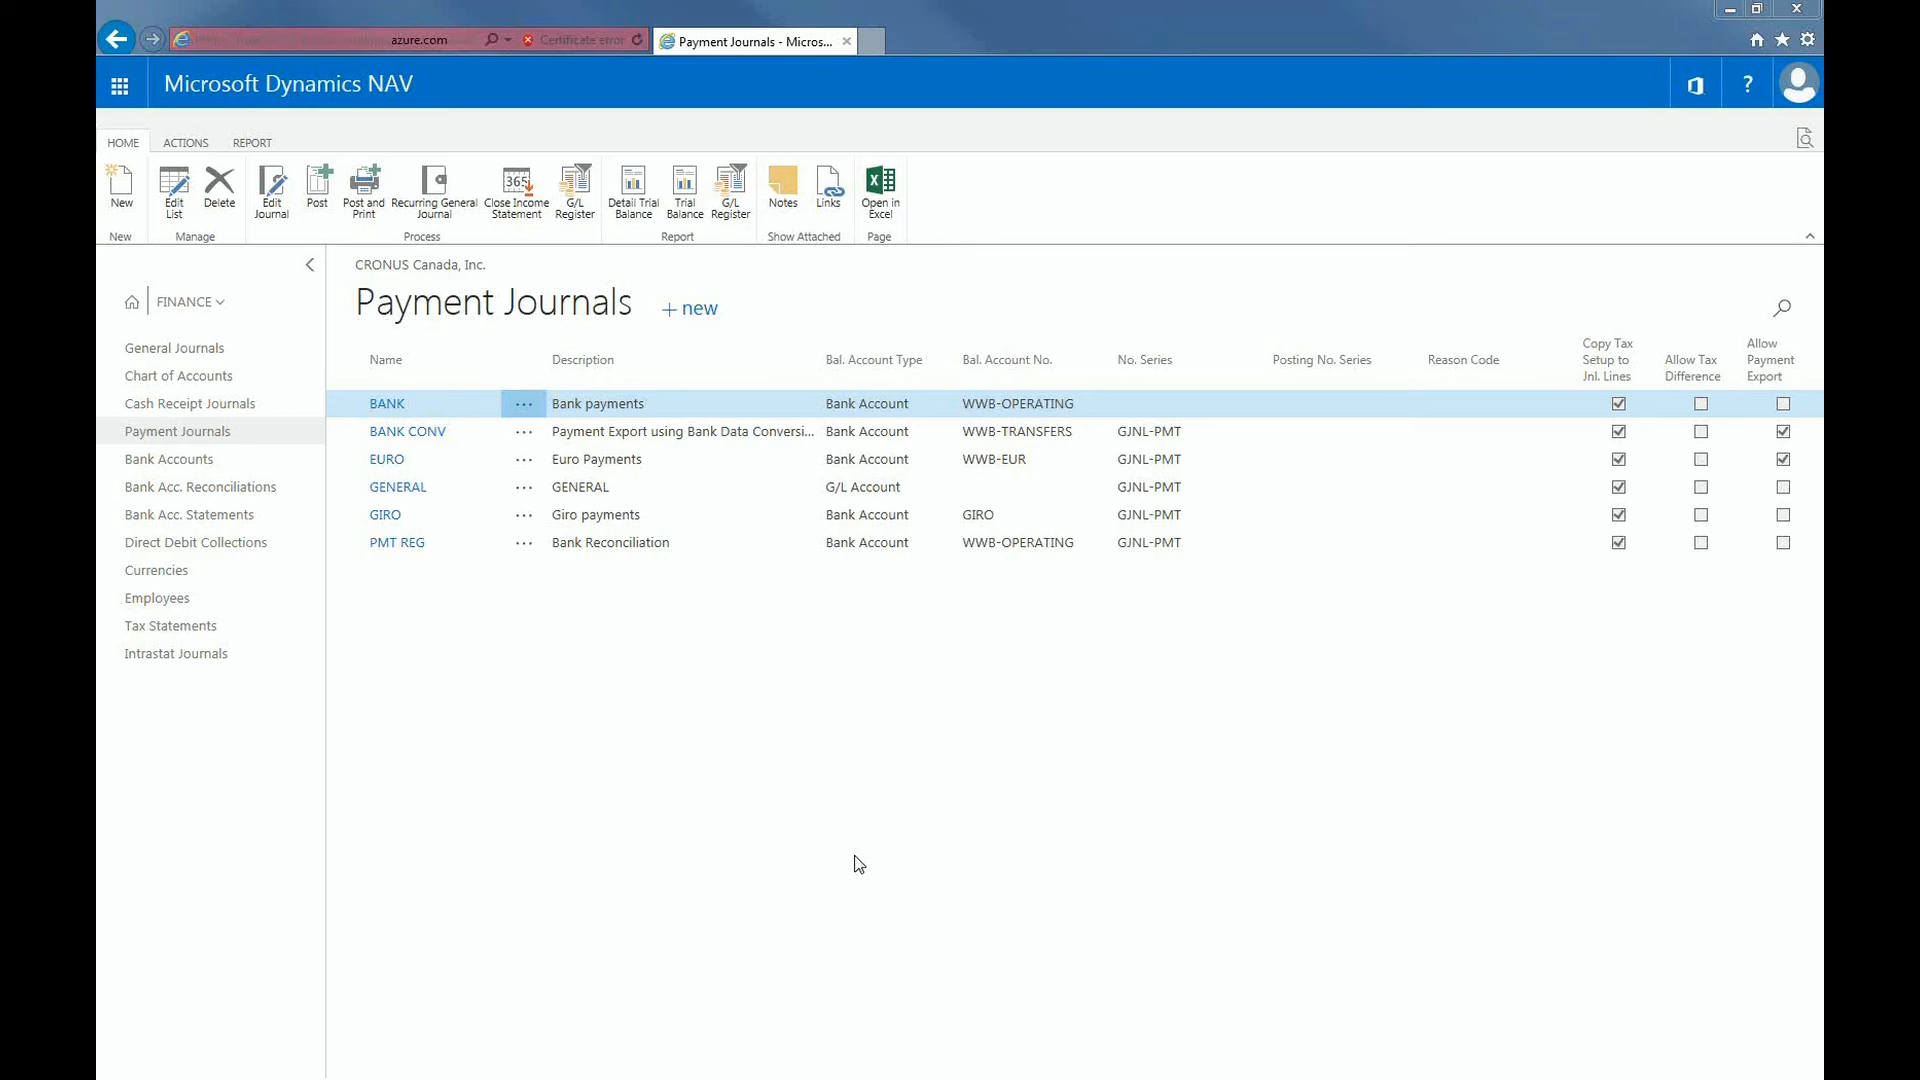 azure.com
Certificate error
Payment Journals - Micros...
Microsoft Dynamics NAV
?
HOME
ACTIONS
REPORT
New
Edit List
Delete
Edit Journal
Post
Post and Print
Recurring General Journal
365
Close Income Statement
G/L Register
Detail Trial Balance
Trial Balance
G/L Register
Notes
Links
Open in Excel
New
Manage
Process
Report
Show Attached
Page
CRONUS Canada, Inc.
FINANCE
Payment Journals
+ new
General Journals
Chart of Accounts
Cash Receipt Journals
Payment Journals
Bank Accounts
Bank Acc. Reconciliations
Bank Acc. Statements
Direct Debit Collections
Currencies
Employees
Tax Statements
Intrastat Journals
Name Description Bal. Account Type Bal. Account No. No. Series Posting No. Series Reason Code Copy Tax Setup to Jnl. Lines Allow Tax Difference Allow Payment Export
BANK ... Bank payments Bank Account WWB-OPERATING
BANK CONV ... Payment Export using Bank Data Conversi... Bank Account WWB-TRANSFERS GJNL-PMT
EURO ... Euro Payments Bank Account WWB-EUR GJNL-PMT
GENERAL ... GENERAL G/L Account GJNL-PMT
GIRO ... Giro payments Bank Account GIRO GJNL-PMT
PMT REG ... Bank Reconciliation Bank Account WWB-OPERATING GJNL-PMT